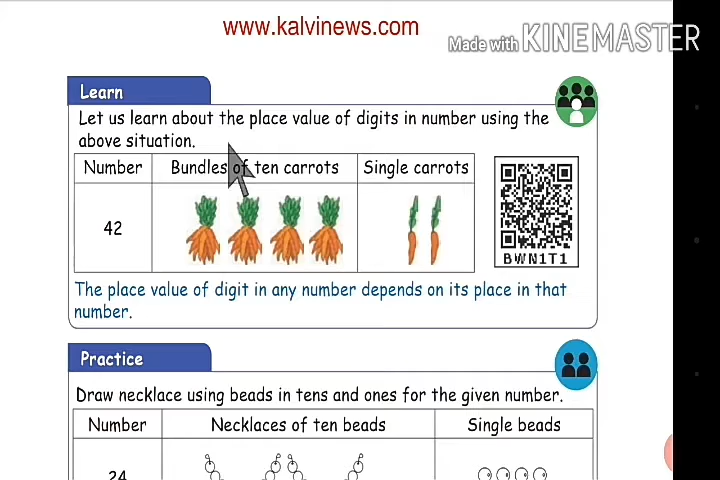 www.kalvinews.com
Made with KINEMASTER
Learn
Let us learn about the place value of digits in number using the
above situation.
Number Bundles of ten carrots Single carrots
42
BWN1T1
The place value of digit in any number depends on its place in that
number.
Practice
Draw necklace using beads in tens and ones for the given number.
Number Necklaces of ten beads Single beads
24